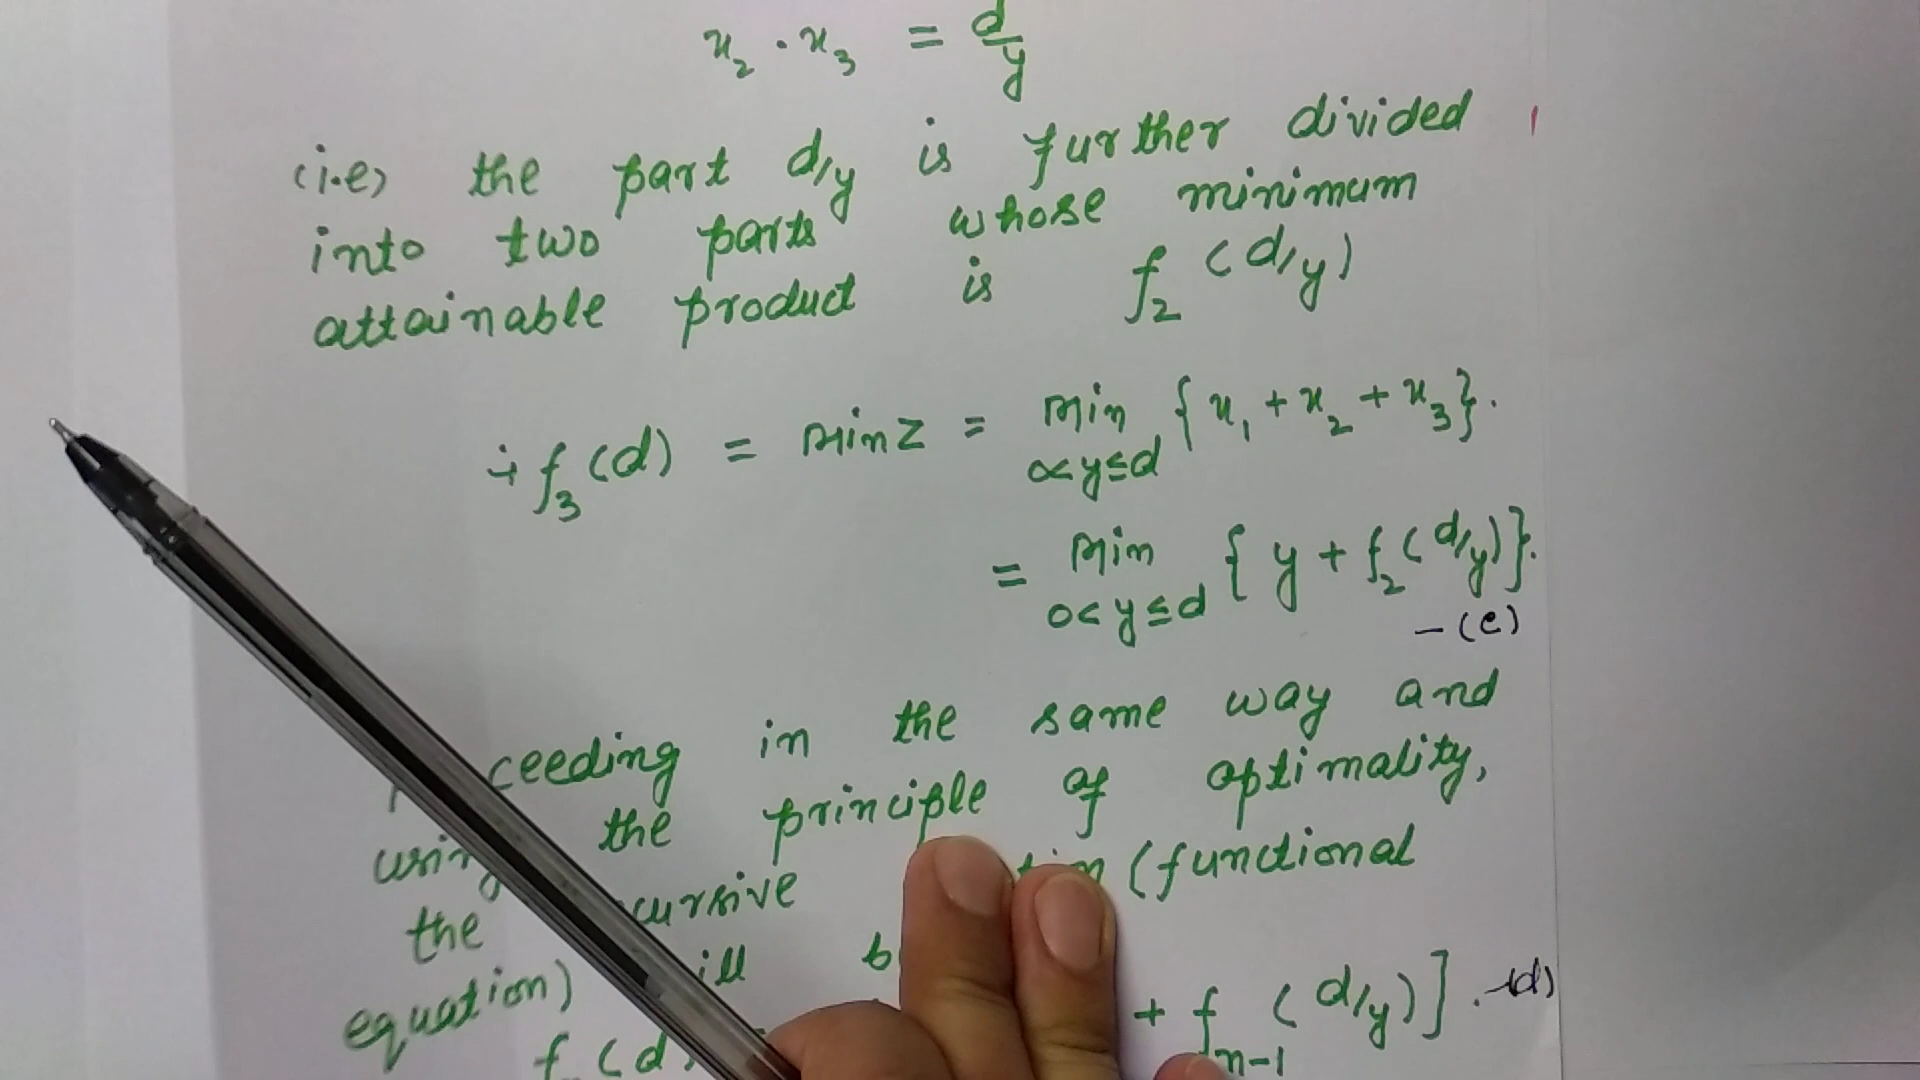 x₂ · x₃ = d/y
(i.e) the part d/y is further divided
into two parts whose minimum
attainable product is f₂ (d/y)
∴ f₃ (d) = Min Z = Min {x₁ + x₂ + x₃}.
0<y≤d
= Min { y + f₂ (d/y)}.
0<y≤d
- (e)
in the same way and
the principle of optimality,
the (functional
equation)
+ fₙ₋₁ (d/y)]. -(d)